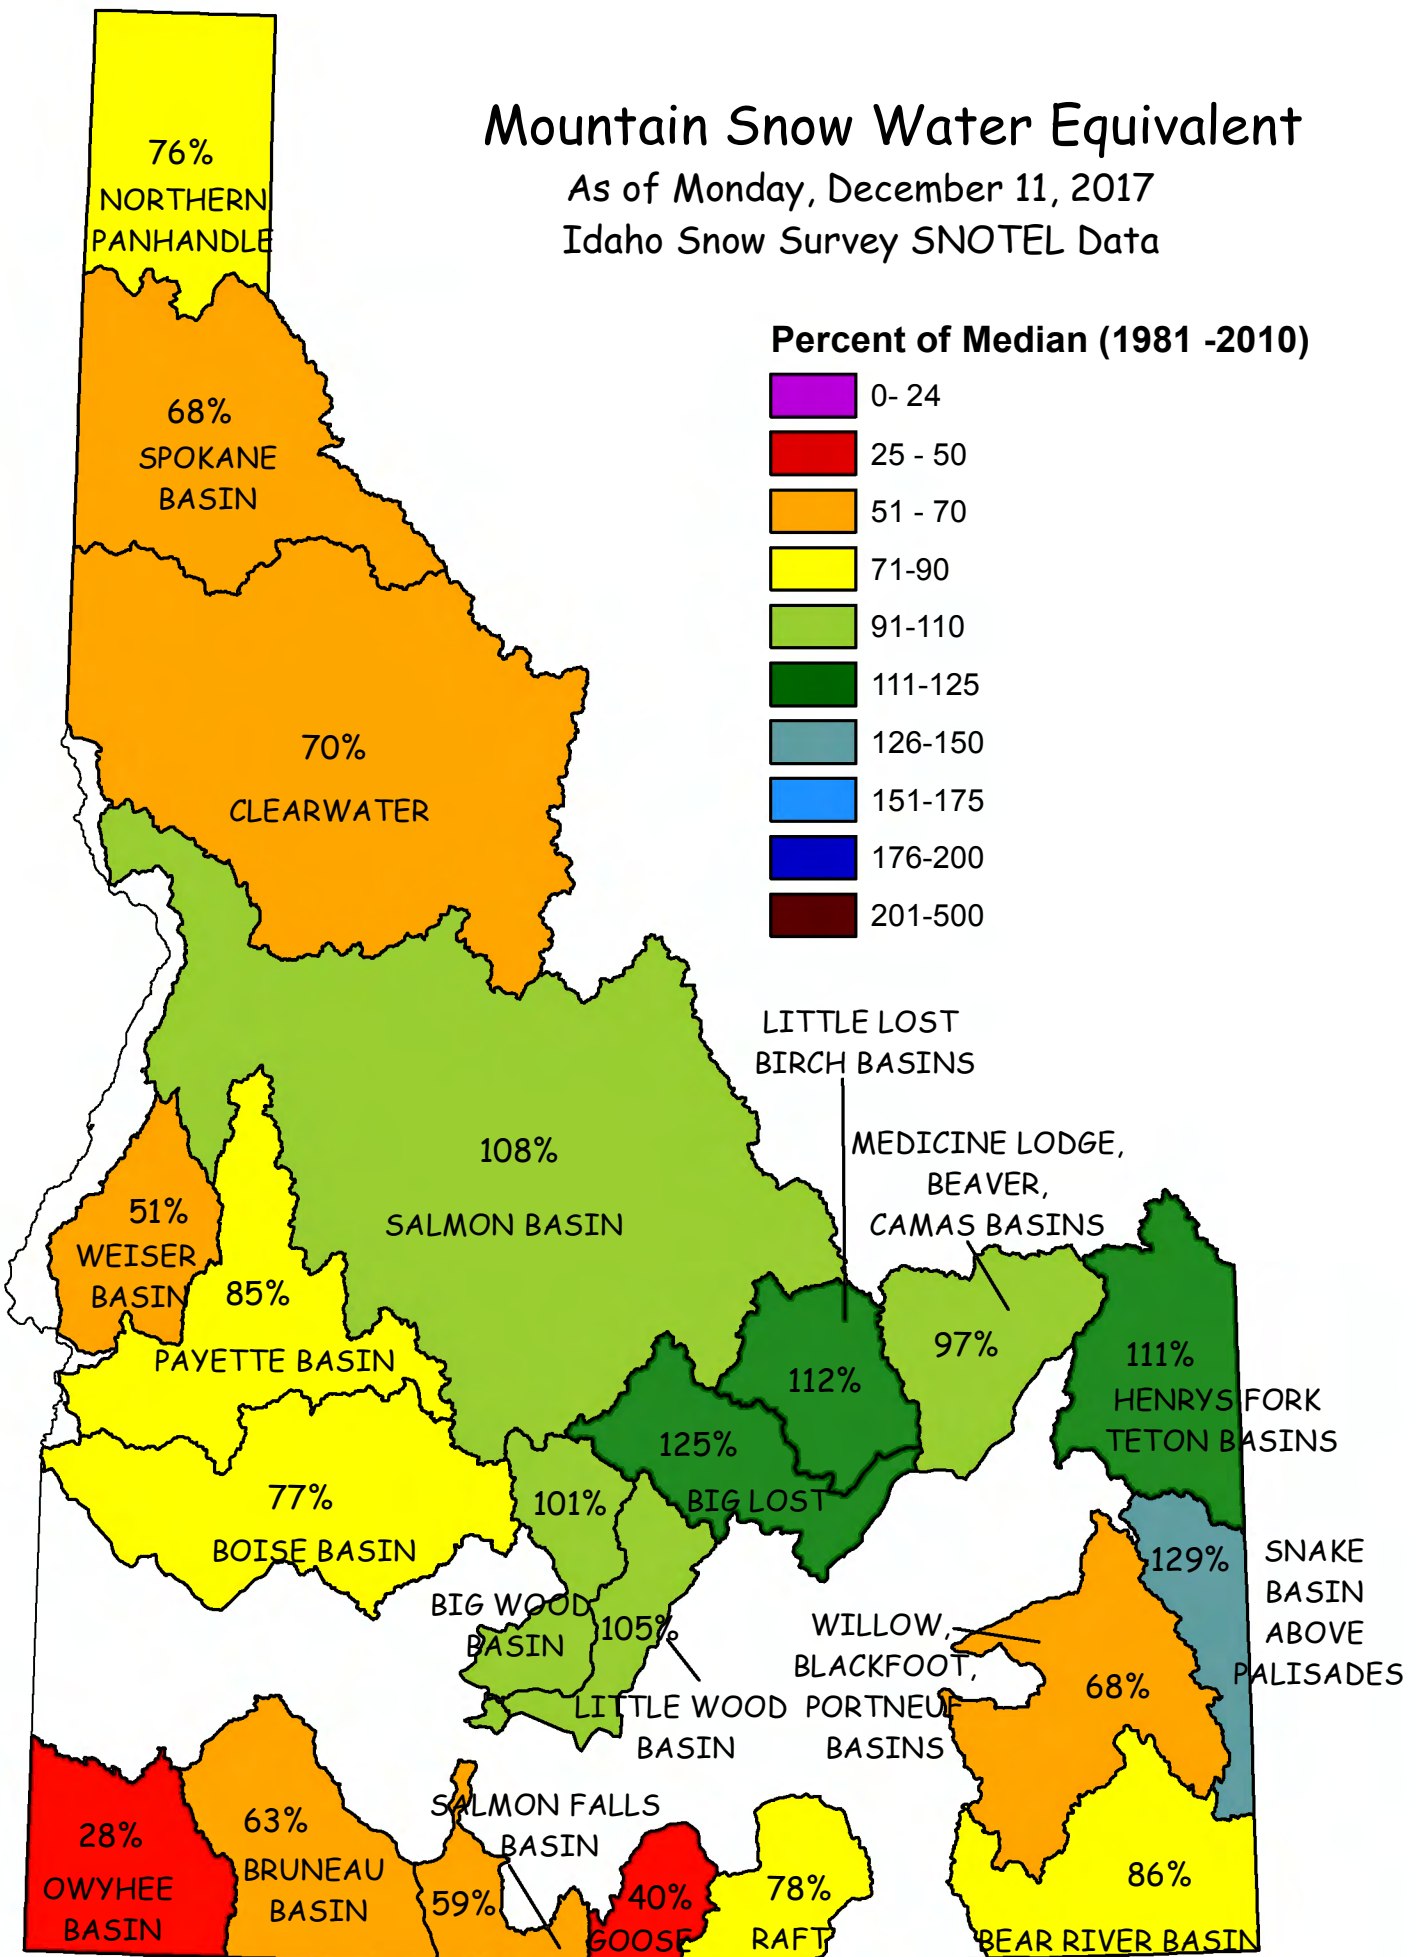 Mountain Snow Water Equivalent
As of Monday, December 11, 2017
Idaho Snow Survey SNOTEL Data
Percent of Median (1981 -2010)
0- 24
25 - 50
51 - 70
71-90
91-110
111-125
126-150
151-175
176-200
201-500
76%
NORTHERN
PANHANDLE
68%
SPOKANE
BASIN
70%
CLEARWATER
108%
SALMON BASIN
LITTLE LOST
BIRCH BASINS
112%
MEDICINE LODGE,
BEAVER,
CAMAS BASINS
97%
111%
HENRYS FORK
TETON BASINS
51%
WEISER
BASIN
85%
PAYETTE BASIN
125%
BIG LOST
77%
BOISE BASIN
101%
BIG WOOD
BASIN
105%
LITTLE WOOD
BASIN
129%
SNAKE
BASIN
ABOVE
PALISADES
WILLOW,
BLACKFOOT,
PORTNEUF
BASINS
68%
28%
OWYHEE
BASIN
63%
BRUNEAU
BASIN
SALMON FALLS
BASIN
59%
40%
GOOSE
78%
RAFT
86%
BEAR RIVER BASIN